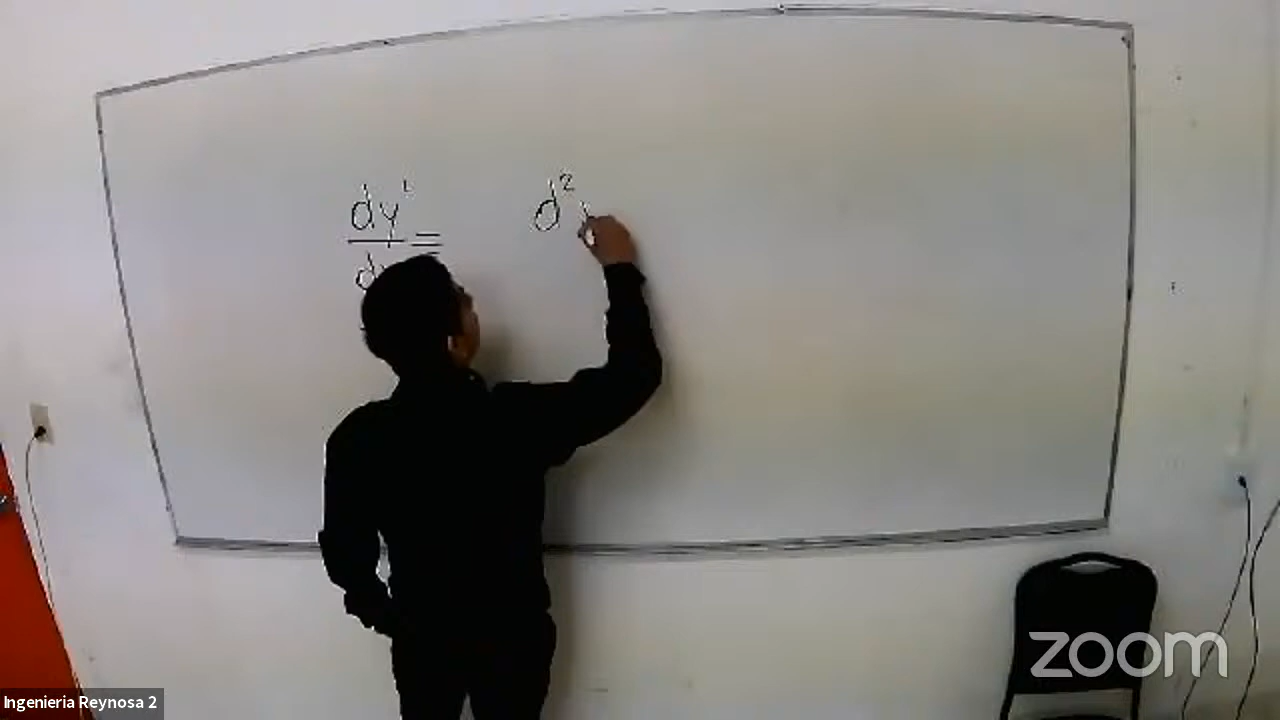 dy' =
d
d²
zoom
Ingenieria Reynosa 2